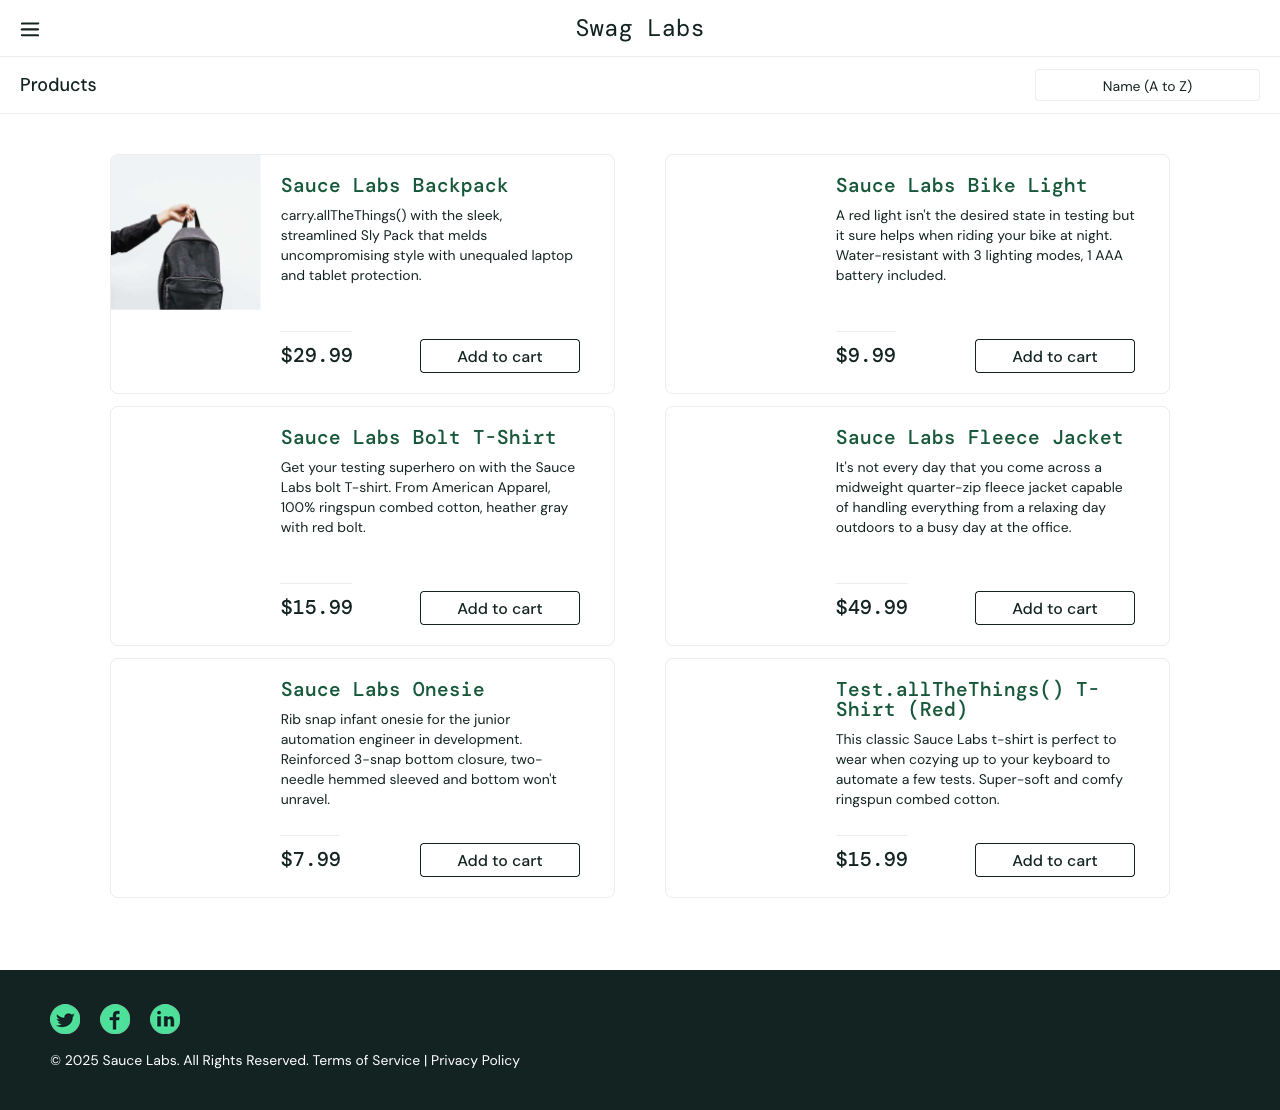 Swag Labs
Products
Name (A to Z)
Sauce Labs Backpack
carry.allTheThings() with the sleek,
streamlined Sly Pack that melds
uncompromising style with unequaled laptop
and tablet protection.
$29.99
Add to cart
Sauce Labs Bike Light
A red light isn't the desired state in testing but
it sure helps when riding your bike at night.
Water-resistant with 3 lighting modes, 1 AAA
battery included.
$9.99
Add to cart
Sauce Labs Bolt T-Shirt
Get your testing superhero on with the Sauce
Labs bolt T-shirt. From American Apparel,
100% ringspun combed cotton, heather gray
with red bolt.
$15.99
Add to cart
Sauce Labs Fleece Jacket
It's not every day that you come across a
midweight quarter-zip fleece jacket capable
of handling everything from a relaxing day
outdoors to a busy day at the office.
$49.99
Add to cart
Sauce Labs Onesie
Rib snap infant onesie for the junior
automation engineer in development.
Reinforced 3-snap bottom closure, two-
needle hemmed sleeved and bottom won't
unravel.
$7.99
Add to cart
Test.allTheThings() T-
Shirt (Red)
This classic Sauce Labs t-shirt is perfect to
wear when cozying up to your keyboard to
automate a few tests. Super-soft and comfy
ringspun combed cotton.
$15.99
Add to cart
© 2025 Sauce Labs. All Rights Reserved. Terms of Service | Privacy Policy